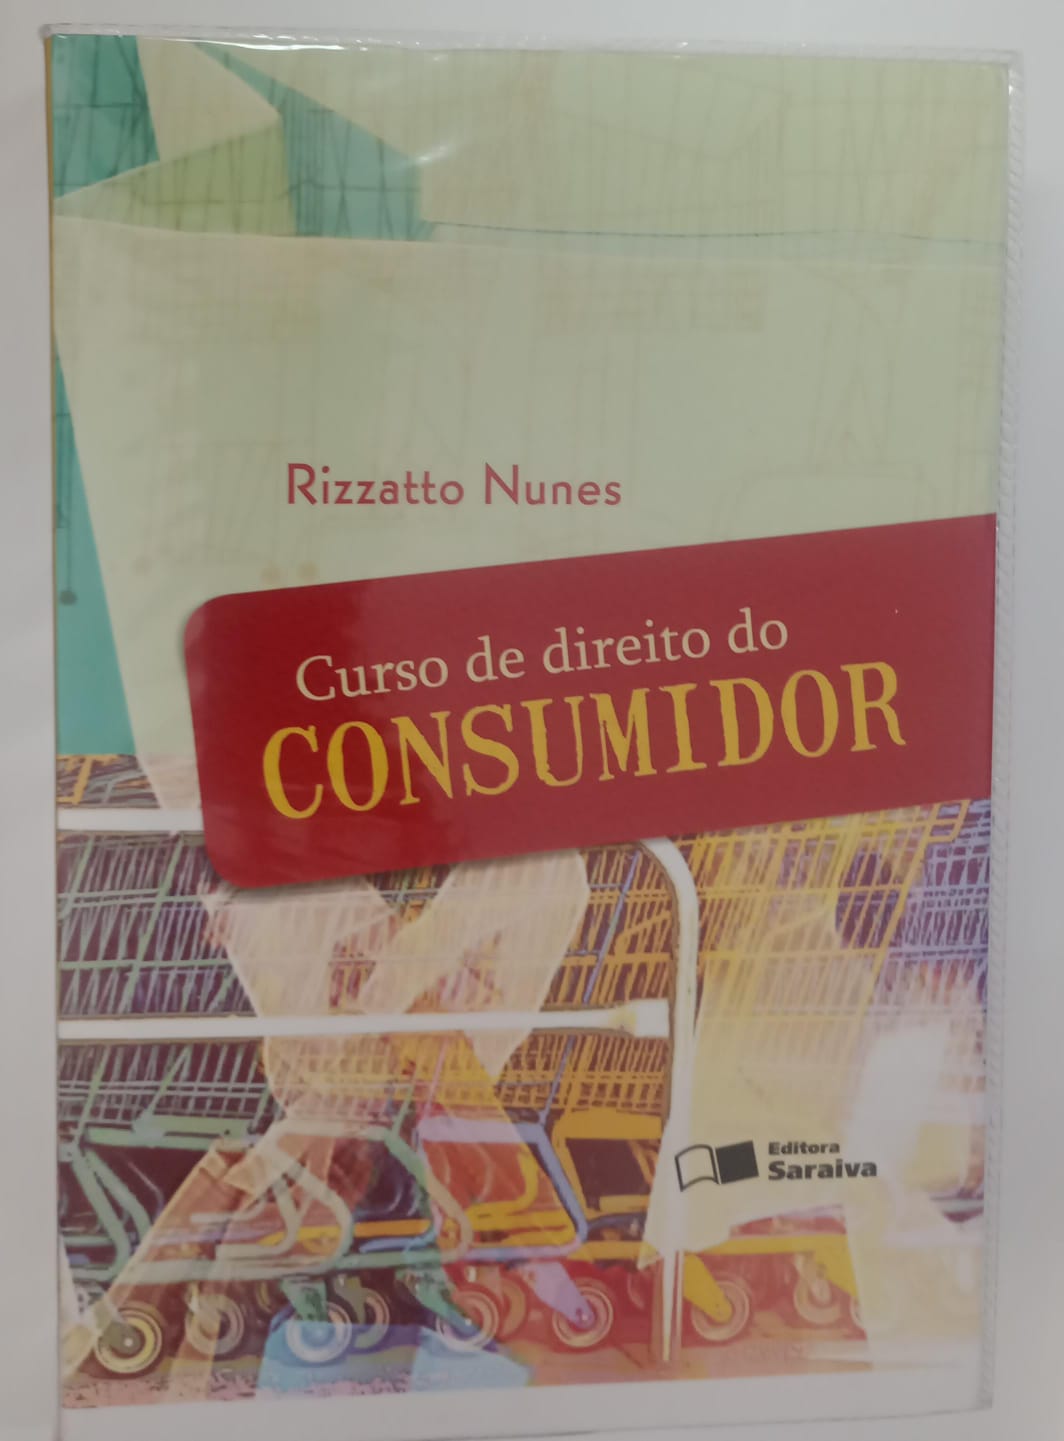 Rizzatto Nunes
Curso de direito do
CONSUMIDOR
Editora
Saraiva